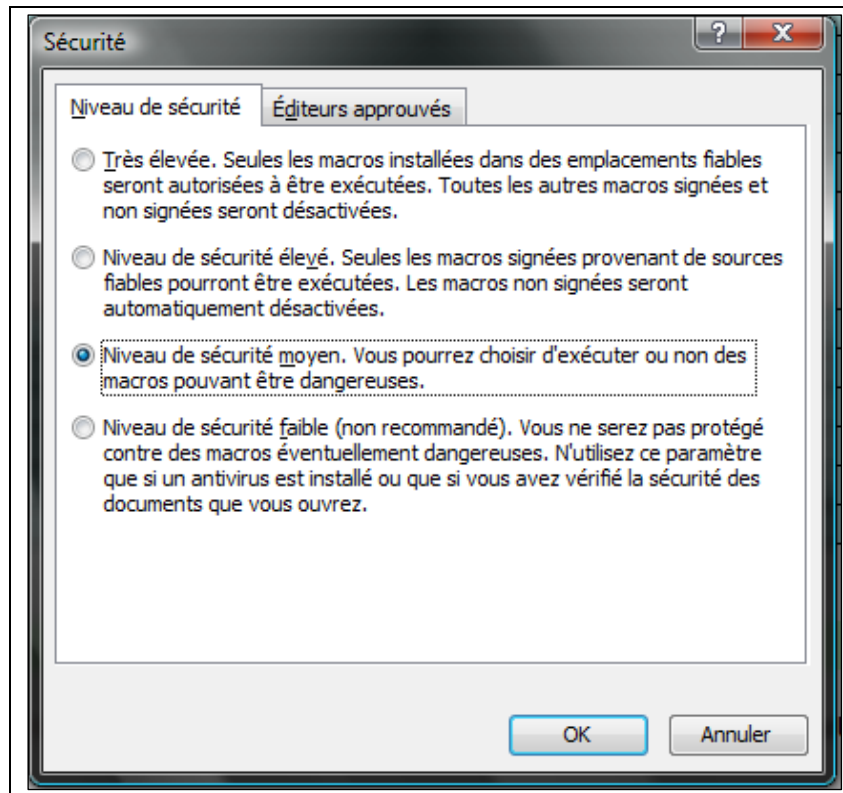 Sécurité
?
X
Niveau de sécurité
Éditeurs approuvés
Très élevée. Seules les macros installées dans des emplacements fiables
seront autorisées à être exécutées. Toutes les autres macros signées et
non signées seront désactivées.
Niveau de sécurité élevé. Seules les macros signées provenant de sources
fiables pourront être exécutées. Les macros non signées seront
automatiquement désactivées.
Niveau de sécurité moyen. Vous pourrez choisir d'exécuter ou non des
macros pouvant être dangereuses.
Niveau de sécurité faible (non recommandé). Vous ne serez pas protégé
contre des macros éventuellement dangereuses. N'utilisez ce paramètre
que si un antivirus est installé ou que si vous avez vérifié la sécurité des
documents que vous ouvrez.
OK
Annuler